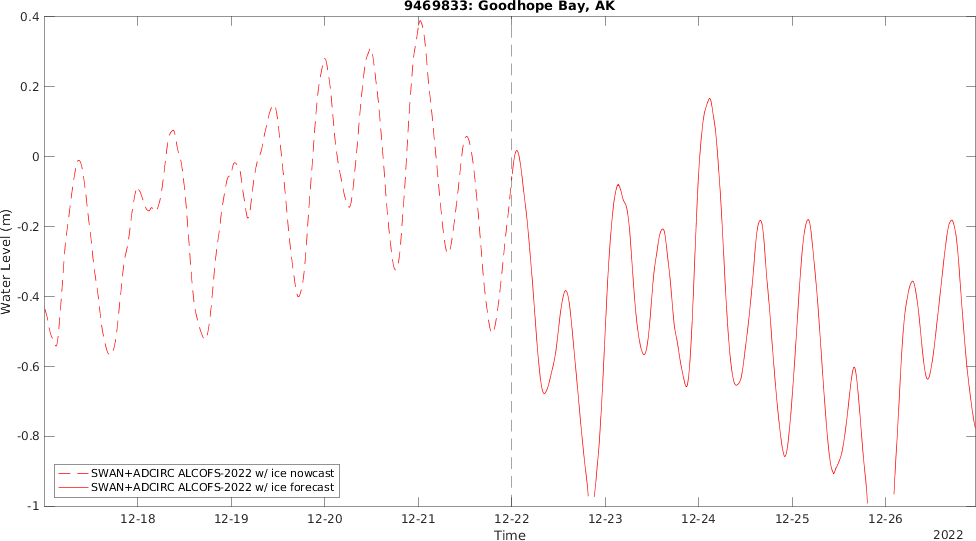 9469833: Goodhope Bay, AK
0.4
0.2
0
-0.2
-0.4
-0.6
-0.8
-1
Water Level (m)
SWAN+ADCIRC ALCOFS-2022 w/ ice nowcast
SWAN+ADCIRC ALCOFS-2022 w/ ice forecast
12-18 12-19 12-20 12-21 12-22 12-23 12-24 12-25 12-26
Time
2022